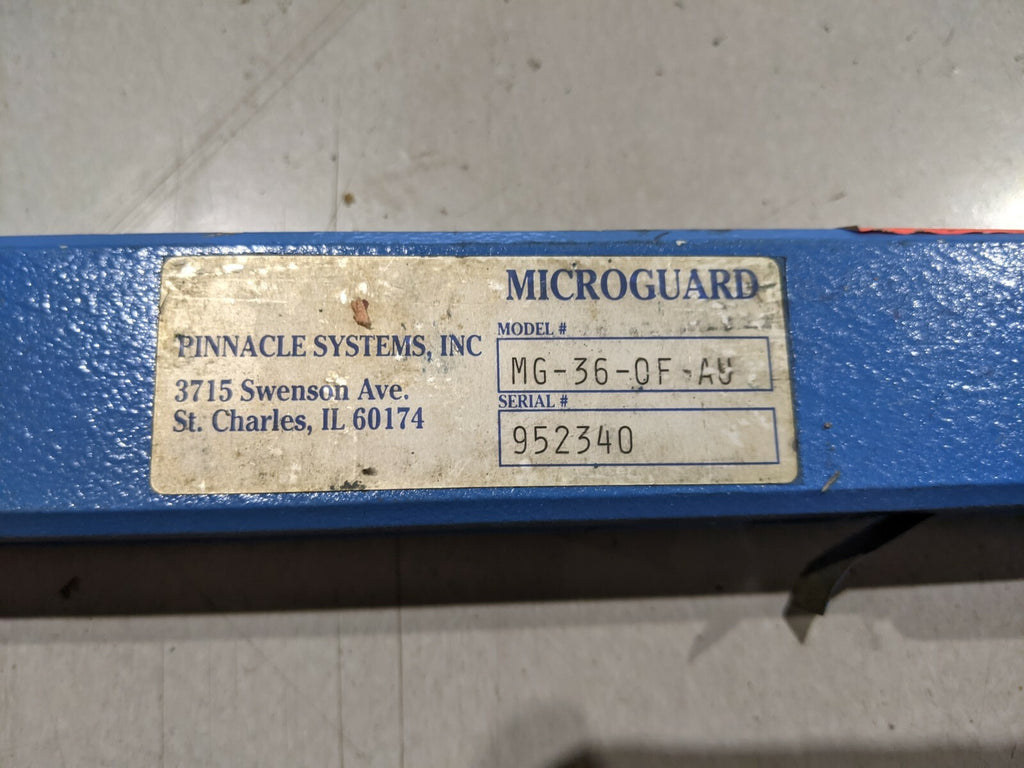 MICROGUARD
PINNACLE SYSTEMS, INC
3715 Swenson Ave.
St. Charles, IL 60174
MODEL #
MG-36-OF-AU
SERIAL #
952340